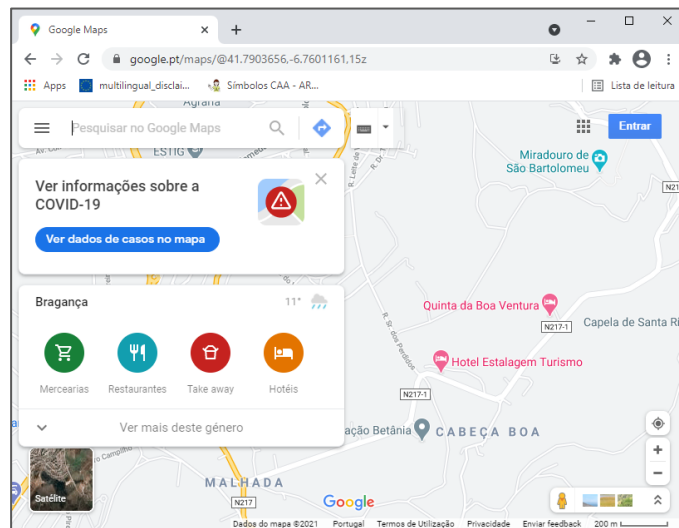 Google Maps
google.pt/maps/@41.7903656,-6.7601161,15z
Apps multilingual_disclai... Símbolos CAA - AR... Lista de leitura
Agrária
Pesquisar no Google Maps
Entrar
ESTIG
Miradouro de
São Bartolomeu
N217
Ver informações sobre a
COVID-19
Ver dados de casos no mapa
Bragança 11°
Mercearias Restaurantes Take away Hotéis
Ver mais deste género
R. Sr. dos Perdidos
Quinta da Boa Ventura
N217-1
Capela de Santa Ri
Hotel Estalagem Turismo
N217-1
ação Betânia
CABEÇA BOA
MALHADA
N217
Satélite
Google
Dados do mapa ©2021 Portugal Termos de Utilização Privacidade Enviar feedback 200 m